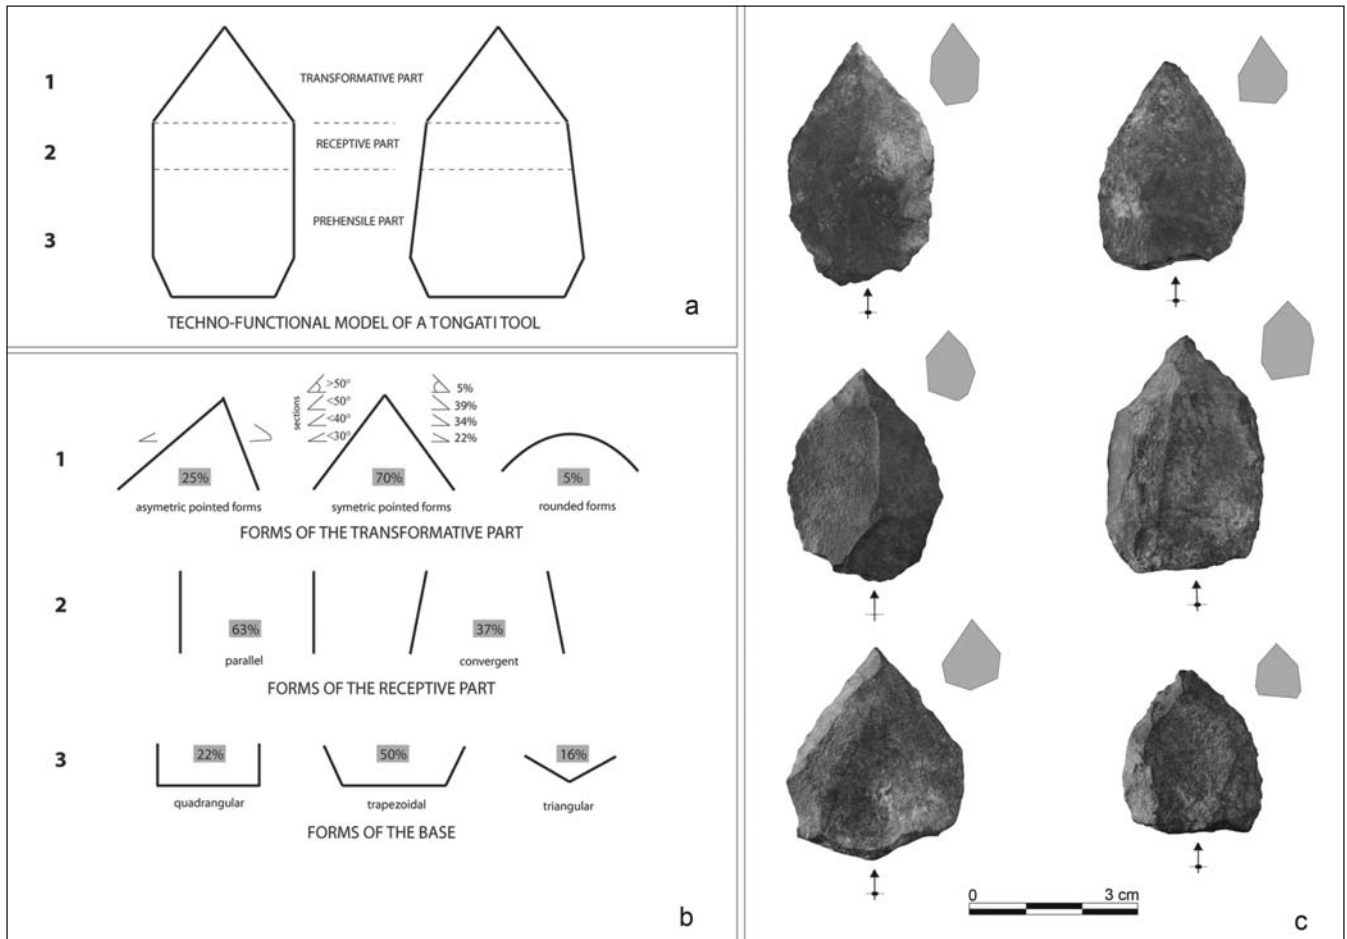 1
TRANSFORMATIVE PART
2
RECEPTIVE PART
3
PREHENSILE PART
a
TECHNO-FUNCTIONAL MODEL OF A TONGATI TOOL
sections
>50° 5%
<50° 39%
<40° 34%
<30° 22%
1
25% 70% 5%
asymetric pointed forms symetric pointed forms rounded forms
FORMS OF THE TRANSFORMATIVE PART
2
63% 37%
parallel convergent
FORMS OF THE RECEPTIVE PART
3
22% 50% 16%
quadrangular trapezoidal triangular
FORMS OF THE BASE
b
0 3 cm
c